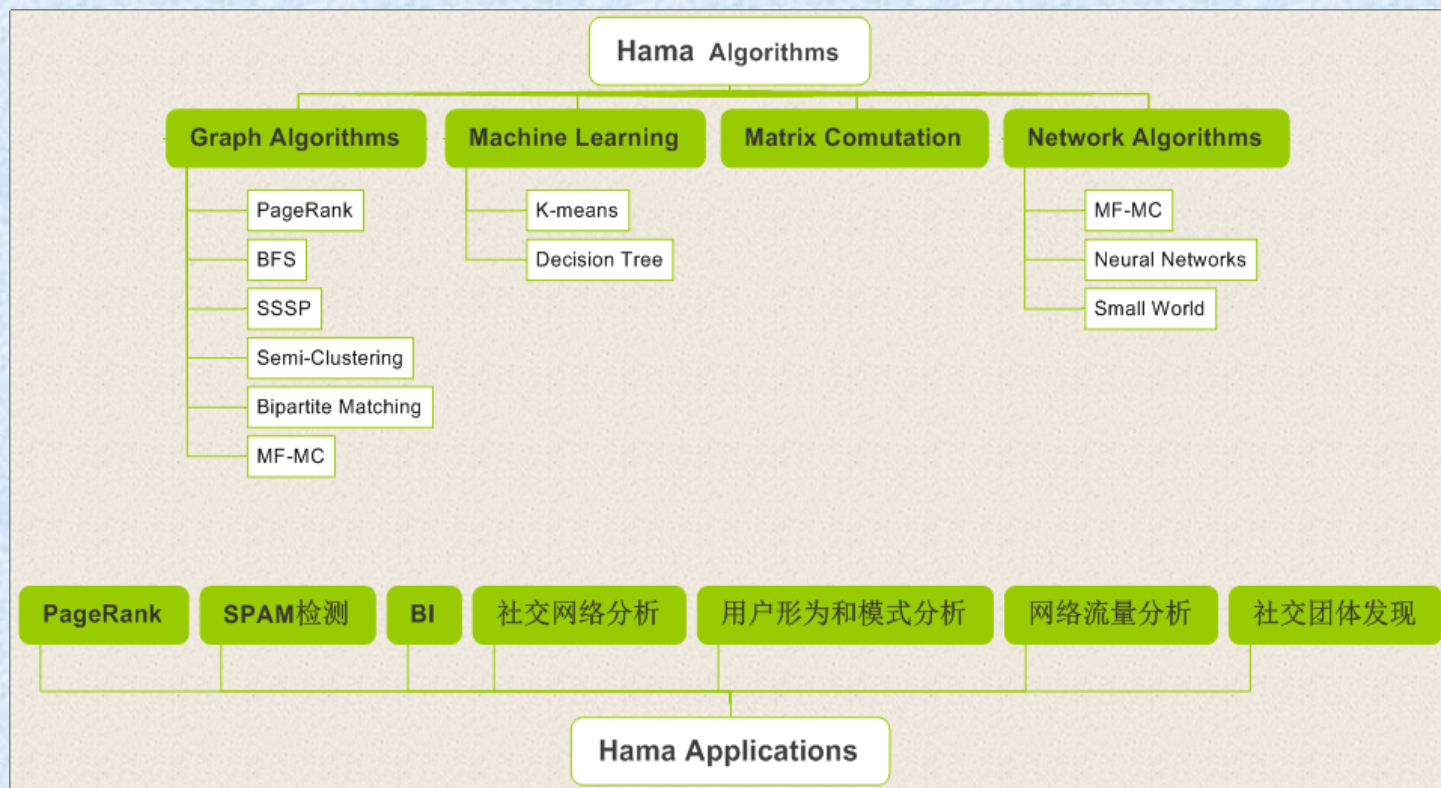 Hama Algorithms
Graph Algorithms
Machine Learning
Matrix Comutation
Network Algorithms
PageRank
BFS
SSSP
Semi-Clustering
Bipartite Matching
MF-MC
K-means
Decision Tree
MF-MC
Neural Networks
Small World
PageRank
SPAM检测
BI
社交网络分析
用户形为和模式分析
网络流量分析
社交团体发现
Hama Applications